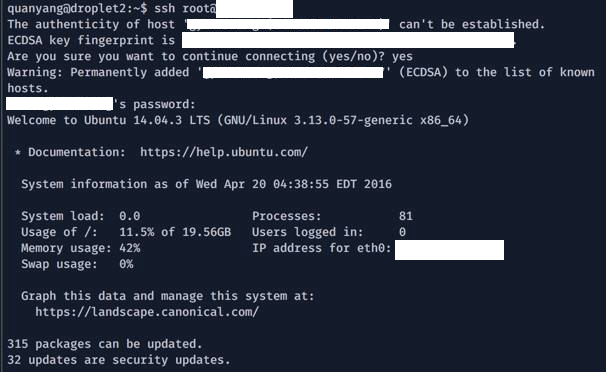 quanyang@droplet2:~$ ssh root@
The authenticity of host ' can't be established.
ECDSA key fingerprint is .
Are you sure you want to continue connecting (yes/no)? yes
Warning: Permanently added '' (ECDSA) to the list of known
hosts.
's password:
Welcome to Ubuntu 14.04.3 LTS (GNU/Linux 3.13.0-57-generic x86_64)
* Documentation:  https://help.ubuntu.com/
System information as of Wed Apr 20 04:38:55 EDT 2016
System load:  0.0 Processes: 81
Usage of /:   11.5% of 19.56GB Users logged in: 0
Memory usage: 42% IP address for eth0:
Swap usage:   0%
Graph this data and manage this system at:
https://landscape.canonical.com/
315 packages can be updated.
32 updates are security updates.